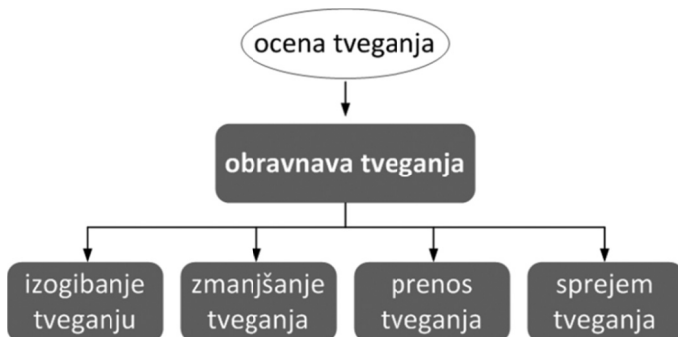 ocena tveganja
obravnava tveganja
izogibanje
tveganju
zmanjšanje
tveganja
prenos
tveganja
sprejem
tveganja